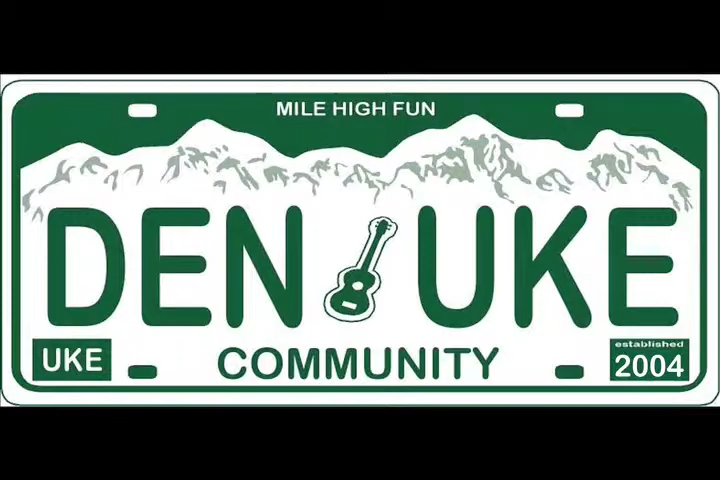 MILE HIGH FUN
DEN UKE
UKE
COMMUNITY
established
2004